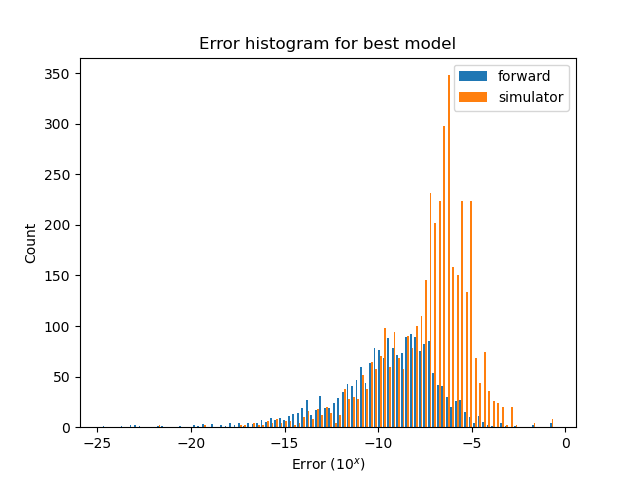 Error histogram for best model
forward
simulator
350
300
250
200
150
100
50
0
Count
−25 −20 −15 −10 −5 0
Error (10^x)